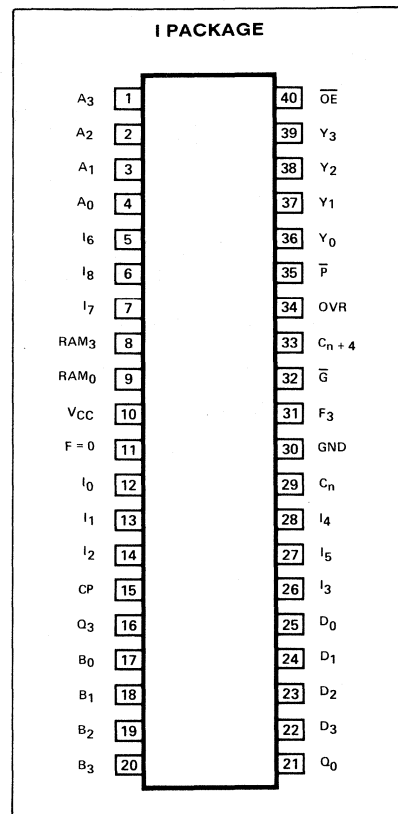 I PACKAGE
A₃ 1 40 O̅E̅
A₂ 2 39 Y₃
A₁ 3 38 Y₂
A₀ 4 37 Y₁
I₆ 5 36 Y₀
I₈ 6 35 P̅
I₇ 7 34 OVR
RAM₃ 8 33 Cₙ₊₄
RAM₀ 9 32 G̅
VCC 10 31 F₃
F = 0 11 30 GND
I₀ 12 29 Cₙ
I₁ 13 28 I₄
I₂ 14 27 I₅
CP 15 26 I₃
Q₃ 16 25 D₀
B₀ 17 24 D₁
B₁ 18 23 D₂
B₂ 19 22 D₃
B₃ 20 21 Q₀